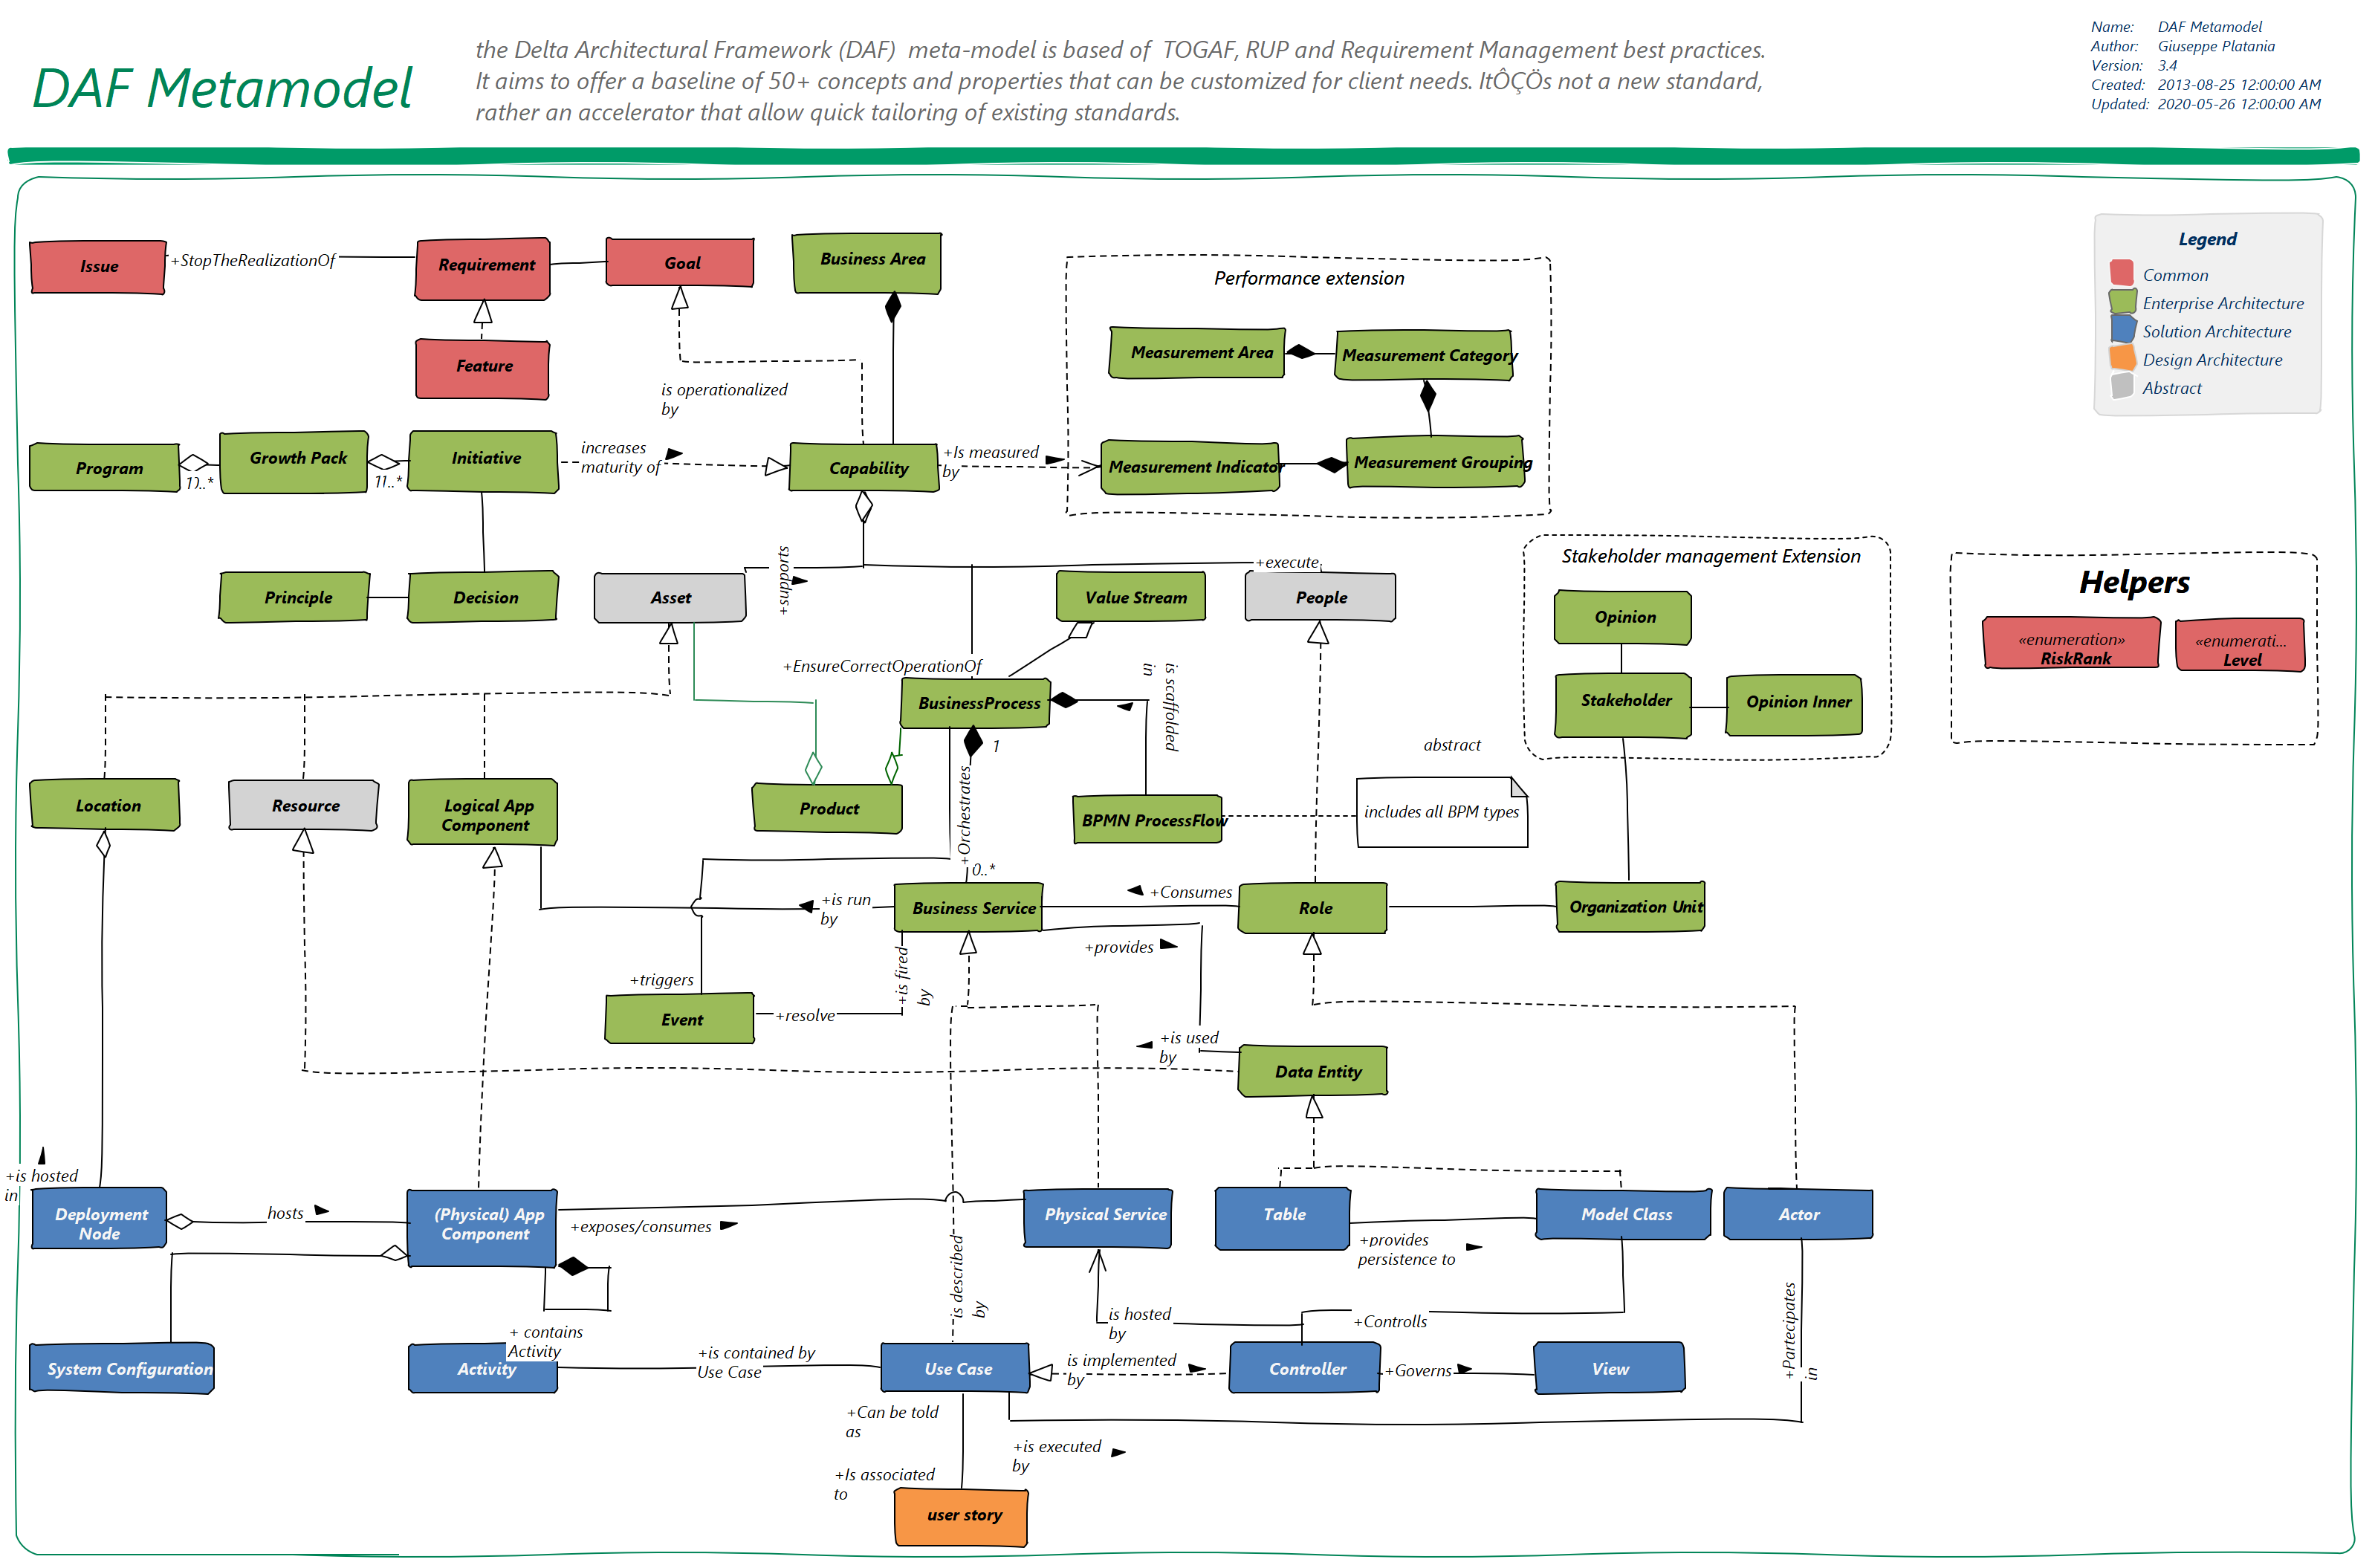 DAF Metamodel
the Delta Architectural Framework (DAF)  meta-model is based of  TOGAF, RUP and Requirement Management best practices.
It aims to offer a baseline of 50+ concepts and properties that can be customized for client needs. ItÔÇÖs not a new standard,
rather an accelerator that allow quick tailoring of existing standards.
Name: DAF Metamodel
Author: Giuseppe Platania
Version: 3.4
Created: 2013-08-25 12:00:00 AM
Updated: 2020-05-26 12:00:00 AM
Legend
Common
Enterprise Architecture
Solution Architecture
Design Architecture
Abstract
Issue
+StopTheRealizationOf
Requirement
Goal
Business Area
Feature
is operationalized
by
Performance extension
Measurement Area
Measurement Category
Measurement Indicator
Measurement Grouping
Program
1)..*
Growth Pack
11..*
Initiative
increases
maturity of
Capability
+Is measured
by
Principle
Decision
Asset
+supports
Value Stream
+execute
People
Stakeholder management Extension
Opinion
Stakeholder
Opinion Inner
Helpers
«enumeration»
RiskRank
«enumerati...
Level
+EnsureCorrectOperationOf
BusinessProcess
1
is scaffolded
in
abstract
Location
Resource
Logical App
Component
Product
+Orchestrates
0..*
BPMN ProcessFlow
includes all BPM types
+is run
by
Business Service
+Consumes
Role
Organization Unit
+provides
+triggers
+is fired
by
Event
+resolve
+is used
by
Data Entity
+is hosted
in
Deployment
Node
hosts
(Physical) App
Component
+exposes/consumes
Physical Service
Table
+provides
persistence to
Model Class
Actor
is described
by
is hosted
by
+Controlls
+Partecipates
in
+ contains
Activity
System Configuration
Activity
+is contained by
Use Case
Use Case
is implemented
by
Controller
+Governs
View
+Can be told
as
+is executed
by
+Is associated
to
user story